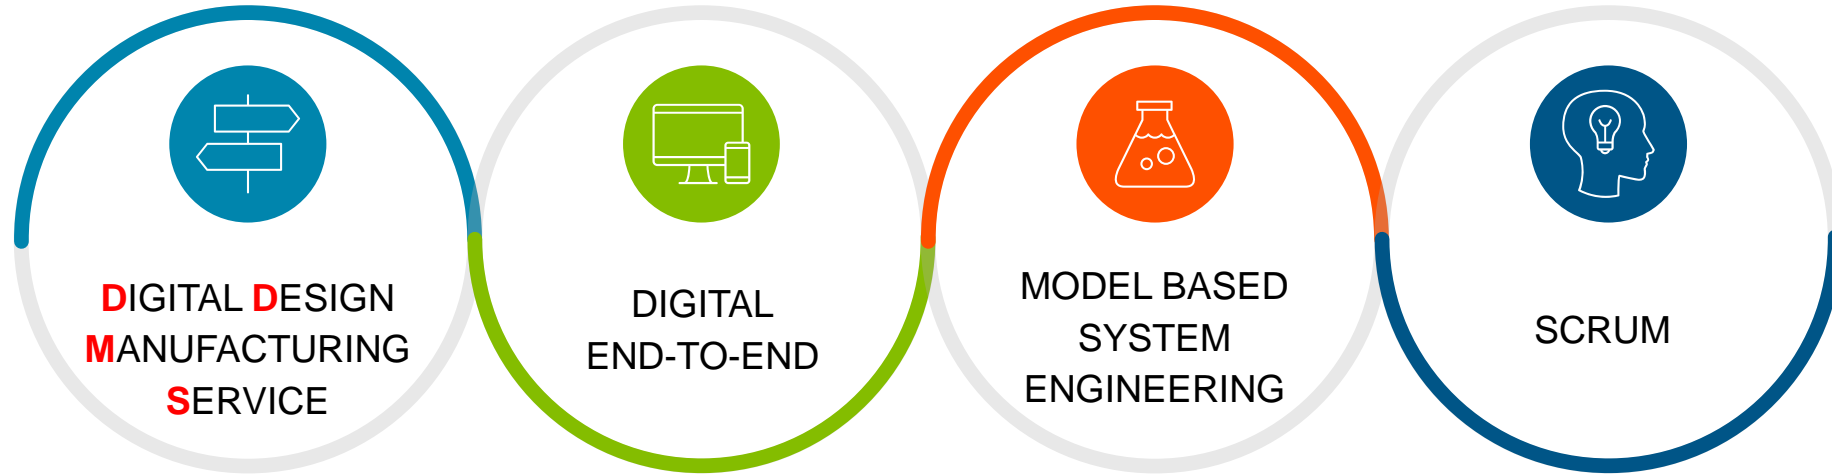 DIGITAL DESIGN
MANUFACTURING
SERVICE
DIGITAL
END-TO-END
MODEL BASED
SYSTEM
ENGINEERING
SCRUM